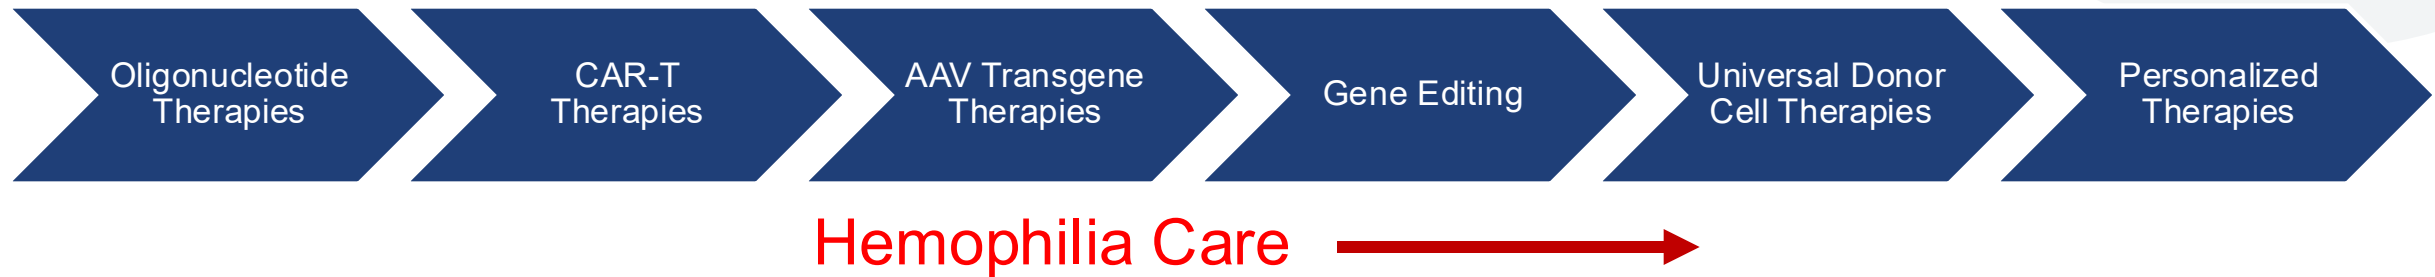 Oligonucleotide
Therapies
CAR-T
Therapies
AAV Transgene
Therapies
Gene Editing
Universal Donor
Cell Therapies
Personalized
Therapies
Hemophilia Care